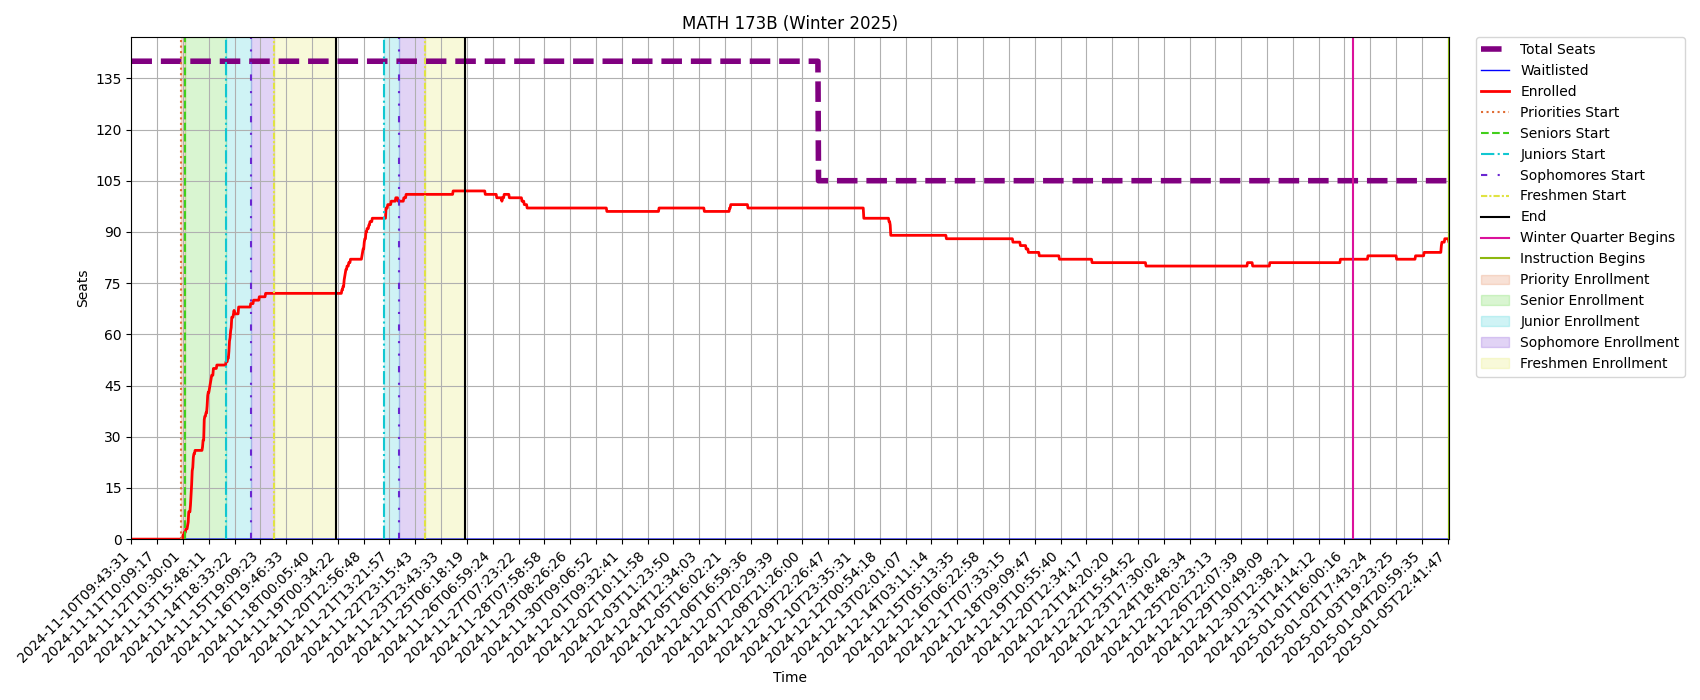 MATH 173B (Winter 2025)
Seats
135
120
105
90
75
60
45
30
15
0
2024-11-10T09:43:31
2024-11-11T10:09:17
2024-11-12T10:30:01
2024-11-13T15:48:11
2024-11-14T18:33:22
2024-11-15T19:09:23
2024-11-16T19:46:33
2024-11-18T00:05:40
2024-11-19T00:34:22
2024-11-20T12:56:48
2024-11-21T13:21:57
2024-11-22T23:15:43
2024-11-23T23:43:33
2024-11-25T06:18:19
2024-11-26T06:59:24
2024-11-27T07:23:22
2024-11-28T07:58:58
2024-11-29T08:26:26
2024-11-30T09:06:52
2024-12-01T09:32:41
2024-12-02T10:11:58
2024-12-03T11:23:50
2024-12-04T12:34:03
2024-12-05T16:02:21
2024-12-06T16:59:36
2024-12-07T20:29:39
2024-12-08T21:26:00
2024-12-09T22:26:47
2024-12-10T23:35:31
2024-12-12T00:54:18
2024-12-13T02:01:07
2024-12-14T03:11:14
2024-12-15T05:13:35
2024-12-16T06:22:58
2024-12-17T07:33:15
2024-12-18T09:09:47
2024-12-19T10:55:40
2024-12-20T12:34:17
2024-12-21T14:20:20
2024-12-22T15:54:52
2024-12-23T17:30:02
2024-12-24T18:48:34
2024-12-25T20:23:13
2024-12-26T22:07:39
2024-12-29T10:49:09
2024-12-30T12:38:21
2024-12-31T14:14:12
2025-01-01T16:00:16
2025-01-02T17:43:24
2025-01-03T19:23:25
2025-01-04T20:59:35
2025-01-05T22:41:47
Time
Total Seats
Waitlisted
Enrolled
Priorities Start
Seniors Start
Juniors Start
Sophomores Start
Freshmen Start
End
Winter Quarter Begins
Instruction Begins
Priority Enrollment
Senior Enrollment
Junior Enrollment
Sophomore Enrollment
Freshmen Enrollment